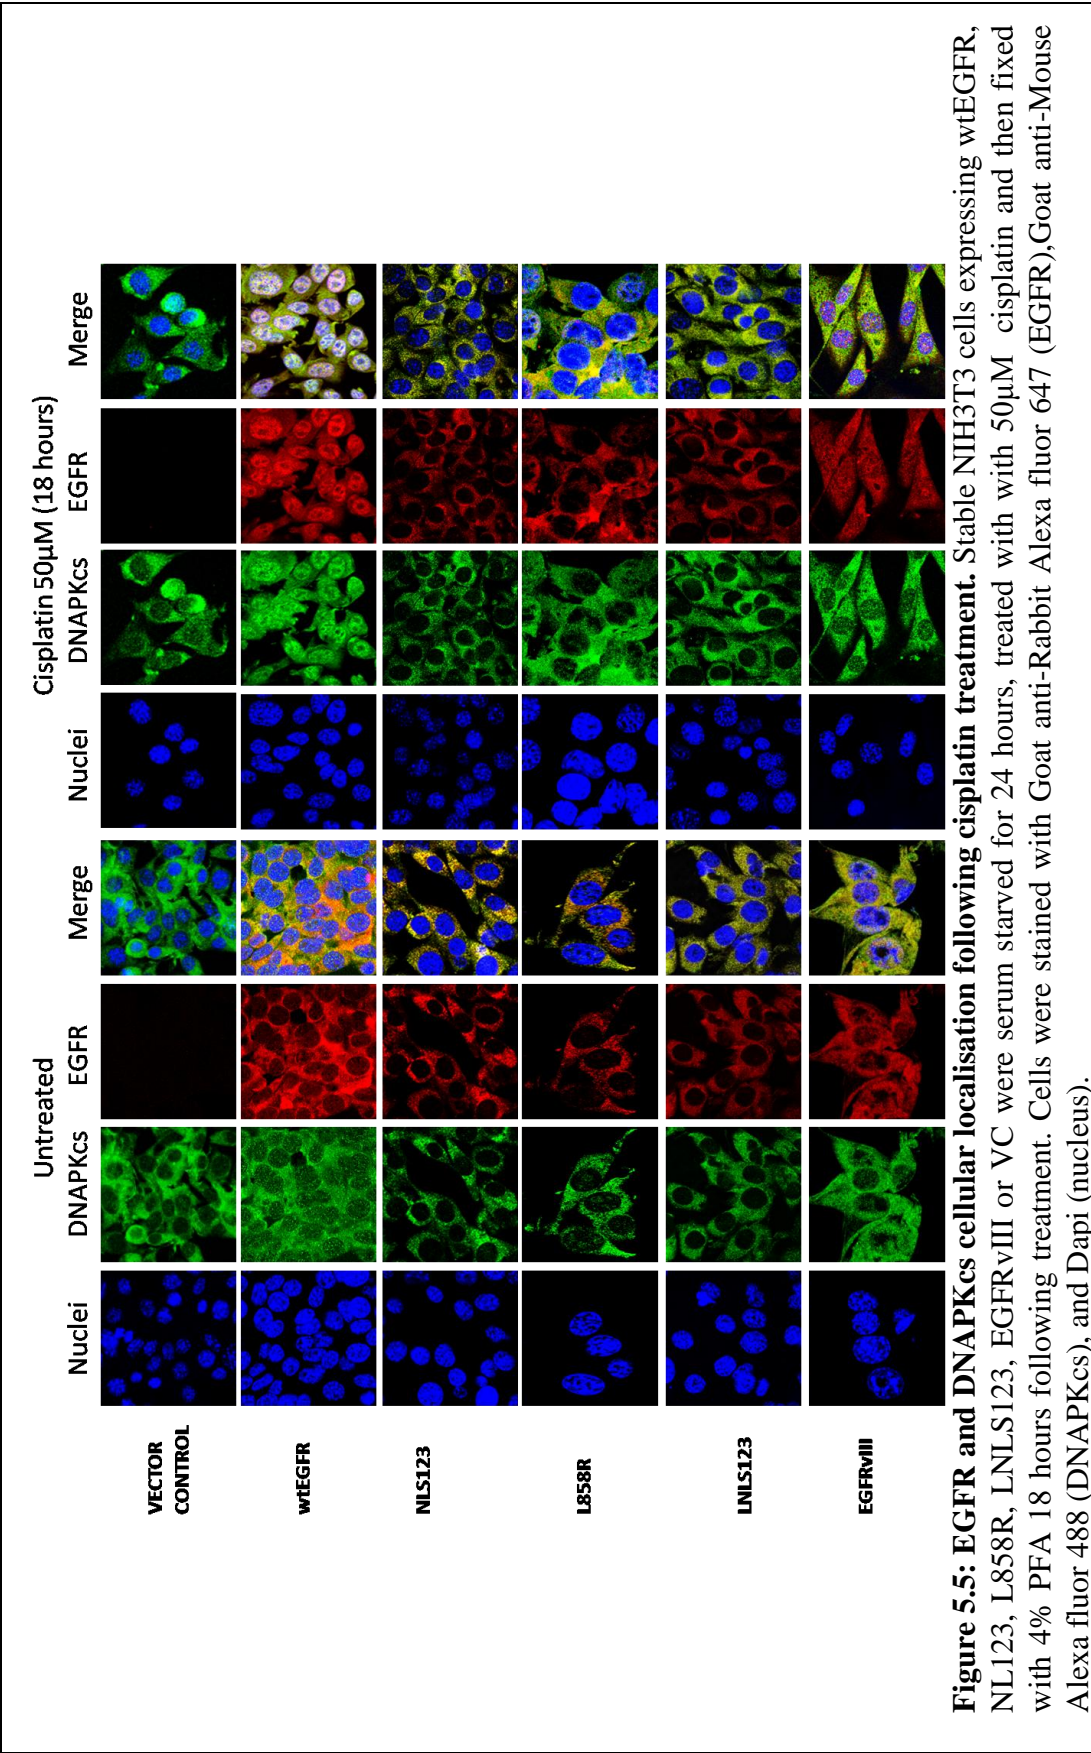 Untreated
Cisplatin 50µM (18 hours)
Nuclei
DNAPKcs
EGFR
Merge
Nuclei
DNAPKcs
EGFR
Merge
VECTOR
CONTROL
wtEGFR
NLS123
L858R
LNLS123
EGFRvIII
Figure 5.5: EGFR and DNAPKcs cellular localisation following cisplatin treatment. Stable NIH3T3 cells expressing wtEGFR,
NL123, L858R, LNLS123, EGFRvIII or VC were serum starved for 24 hours, treated with with 50µM cisplatin and then fixed
with 4% PFA 18 hours following treatment. Cells were stained with Goat anti-Rabbit Alexa fluor 647 (EGFR),Goat anti-Mouse
Alexa fluor 488 (DNAPKcs), and Dapi (nucleus).